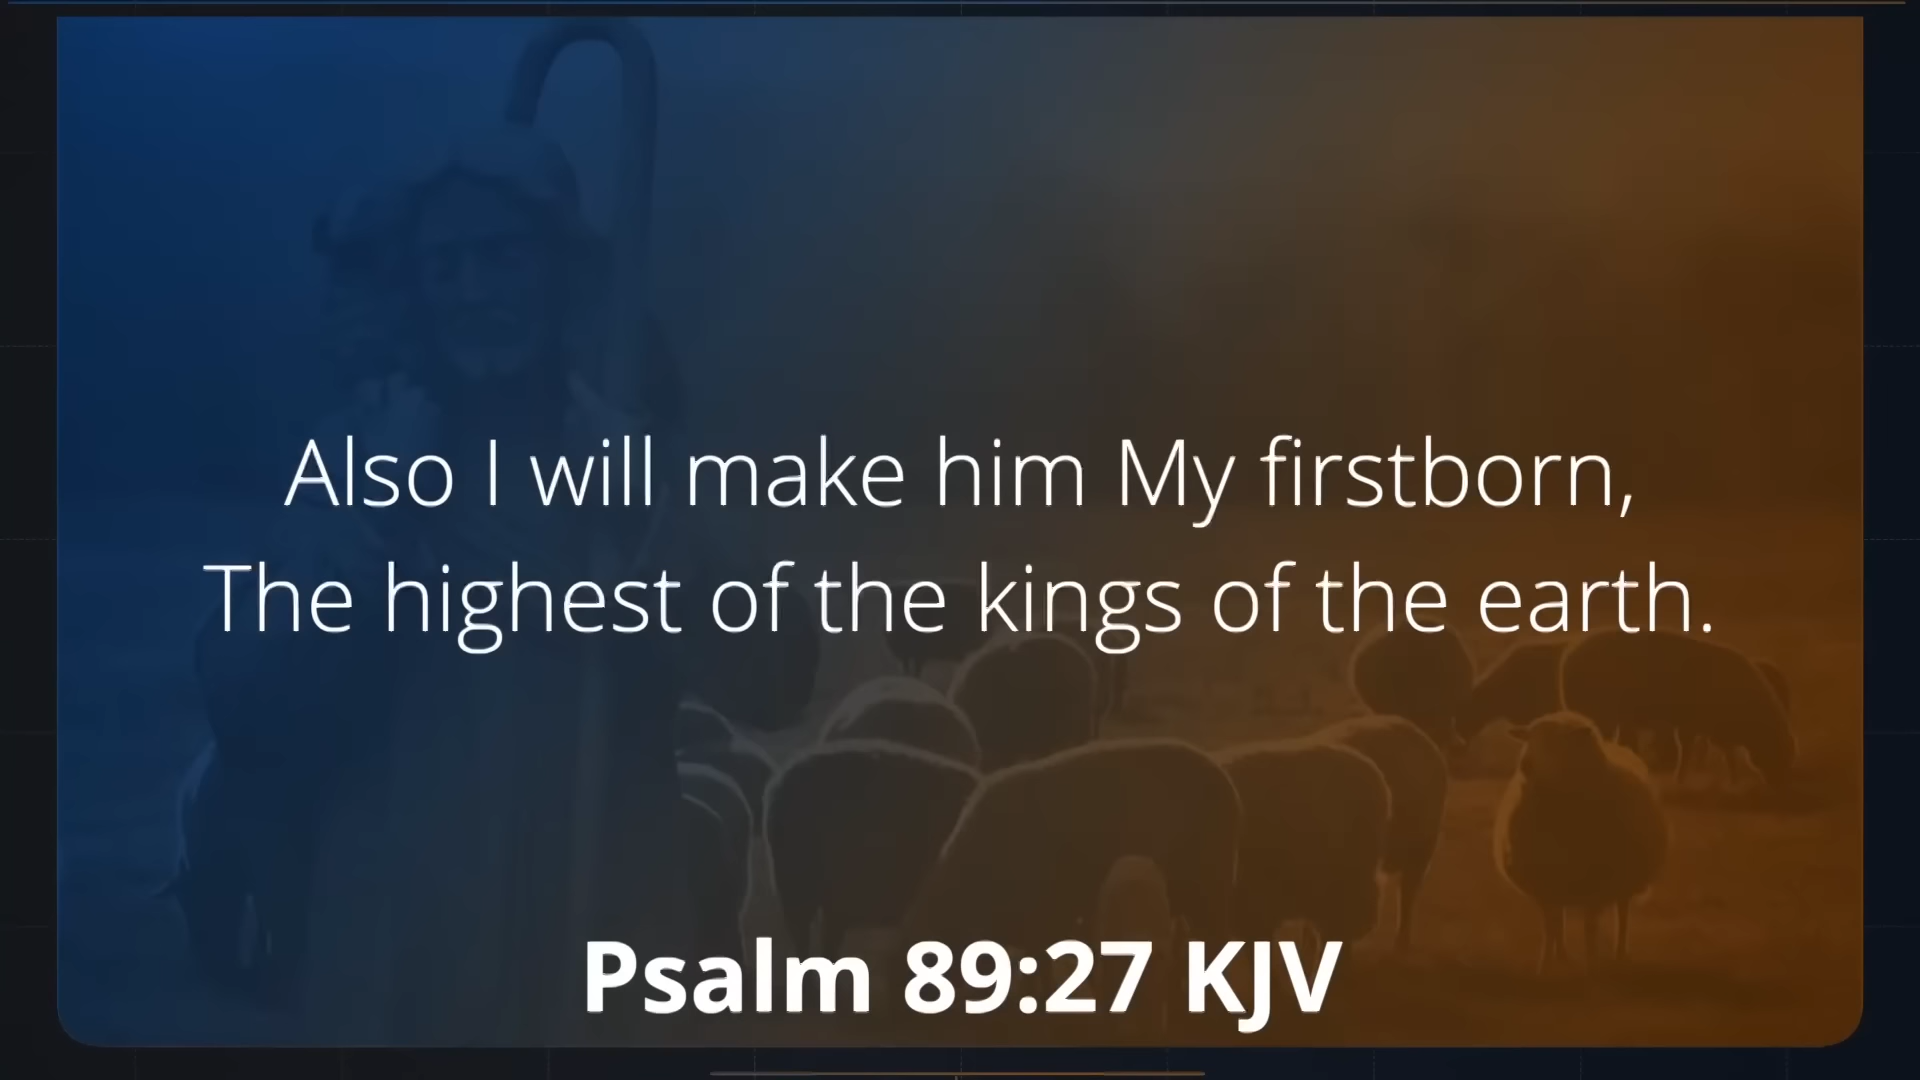 Also I will make him My firstborn,
The highest of the kings of the earth.
Psalm 89:27 KJV